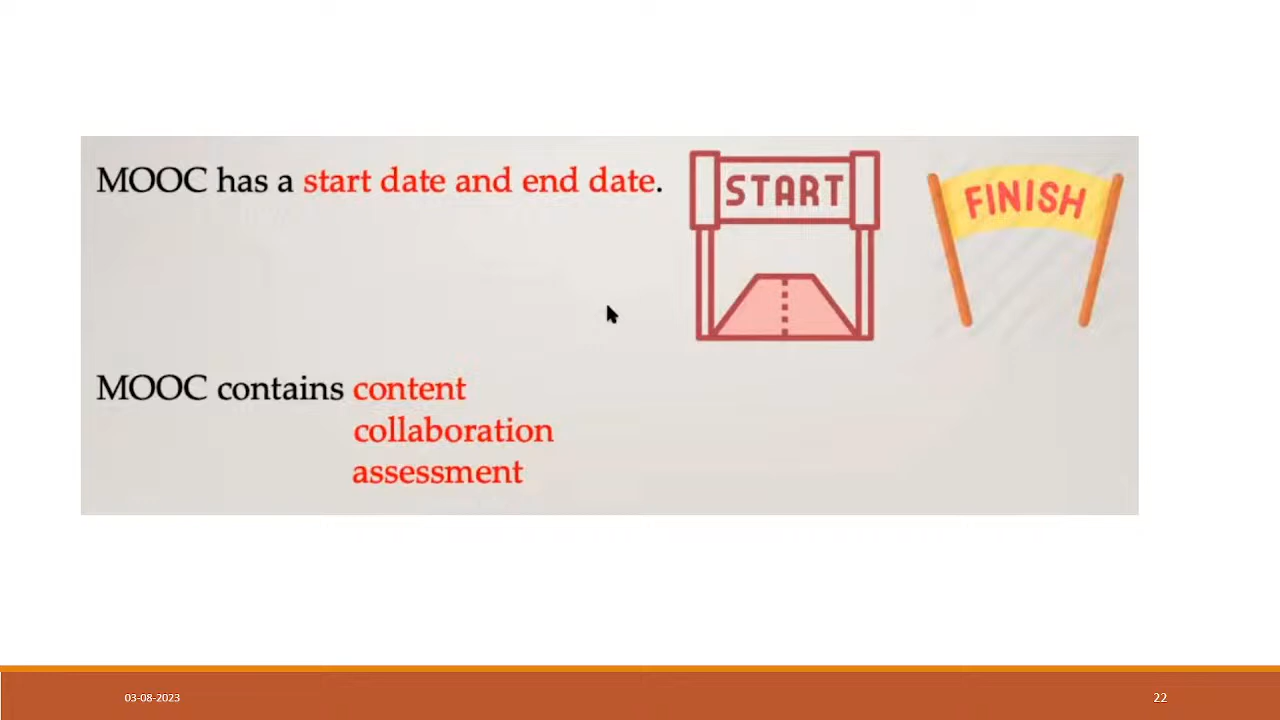 MOOC has a start date and end date.
START
FINISH
MOOC contains content
collaboration
assessment
03-08-2023
22